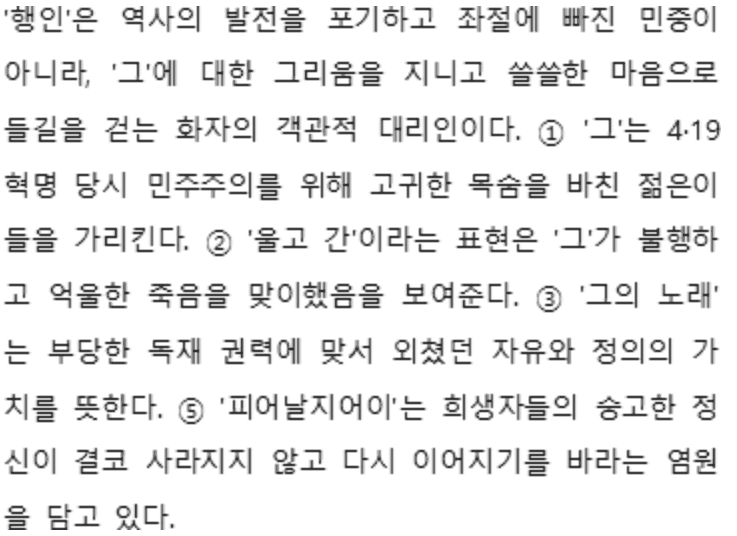 '행인'은 역사의 발전을 포기하고 좌절에 빠진 민중이
아니라, '그'에 대한 그리움을 지니고 쓸쓸한 마음으로
들길을 걷는 화자의 객관적 대리인이다. ① '그'는 4·19
혁명 당시 민주주의를 위해 고귀한 목숨을 바친 젊은이
들을 가리킨다. ② '울고 간'이라는 표현은 '그'가 불행하
고 억울한 죽음을 맞이했음을 보여준다. ③ '그의 노래'
는 부당한 독재 권력에 맞서 외쳤던 자유와 정의의 가
치를 뜻한다. ⑤ '피어날지어이'는 희생자들의 숭고한 정
신이 결코 사라지지 않고 다시 이어지기를 바라는 염원
을 담고 있다.